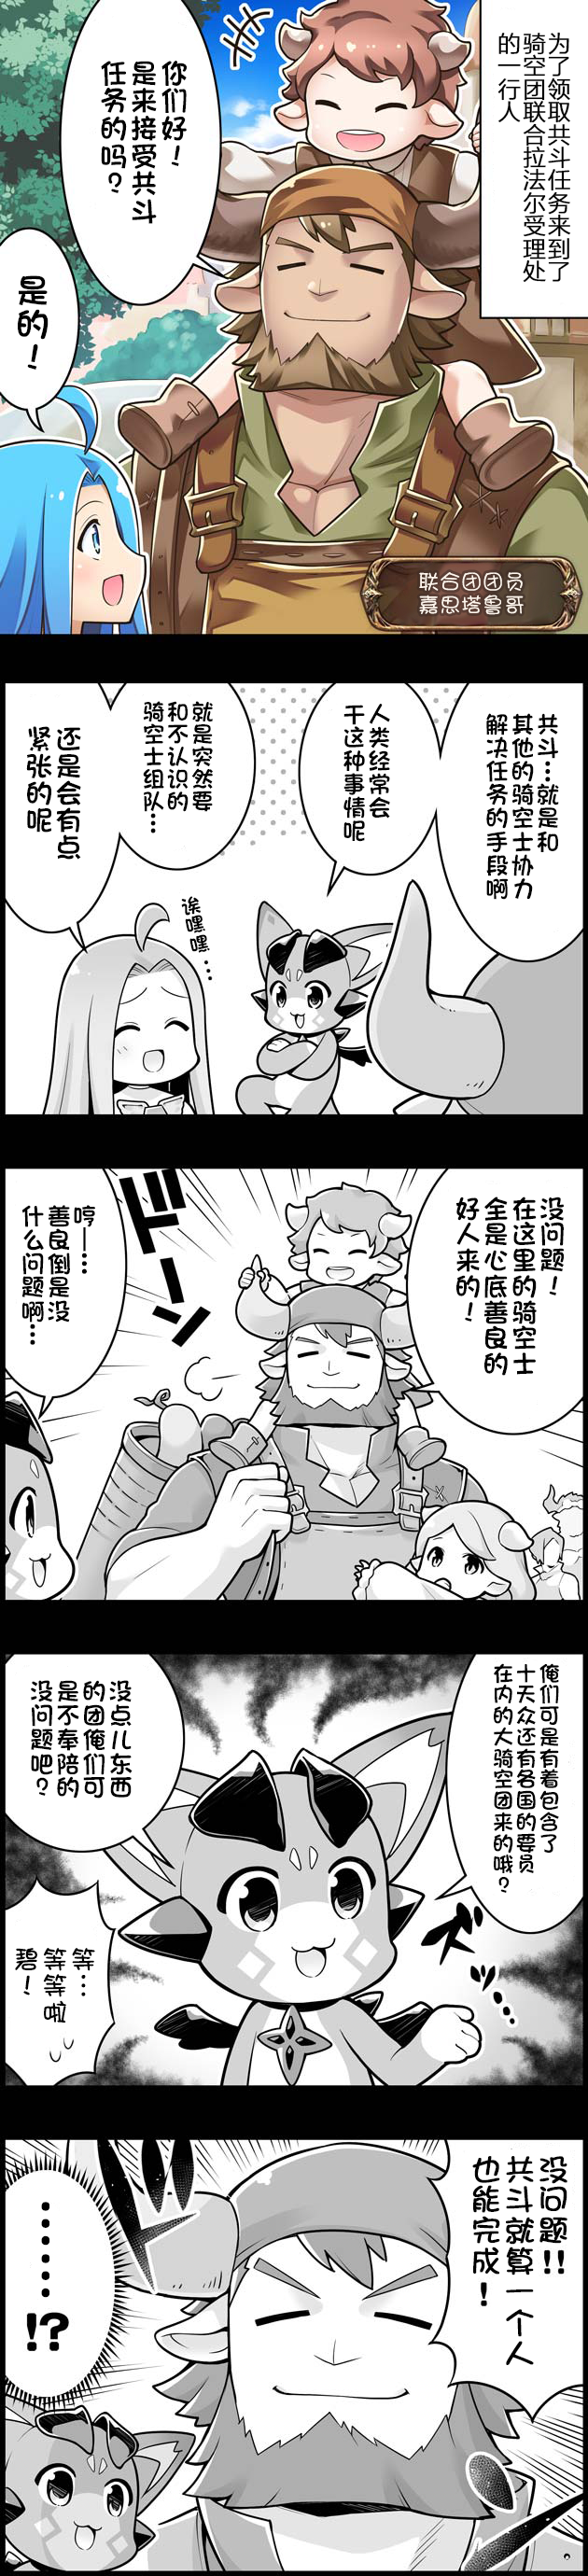 为了领取共斗任务来到了
骑空团联合拉法尔受理处
的一行人
你们好！
是来接受共斗
任务的吗？
是的！
联合团团员
嘉思塔鲁哥
共斗…就是和
其他的骑空士协力
解决任务的手段啊
人类经常会
干这种事情呢
就是突然要
和不认识的
骑空士组队…
还是会有点
紧张的呢
诶嘿嘿…
没问题！
在这里的骑空士
全是心底善良的
好人来的！
ドーン
哼—…
善良倒是没
什么问题啊…
俺们可是有着包含了
十天众还有各国的要员
在内的大骑空团来的哦？
没点儿东西
的团俺们可
是不奉陪的
没问题吧？
ズッ…
等…
等等啦
碧！
没问题!!
共斗就算一个人
也能完成！
……
!?